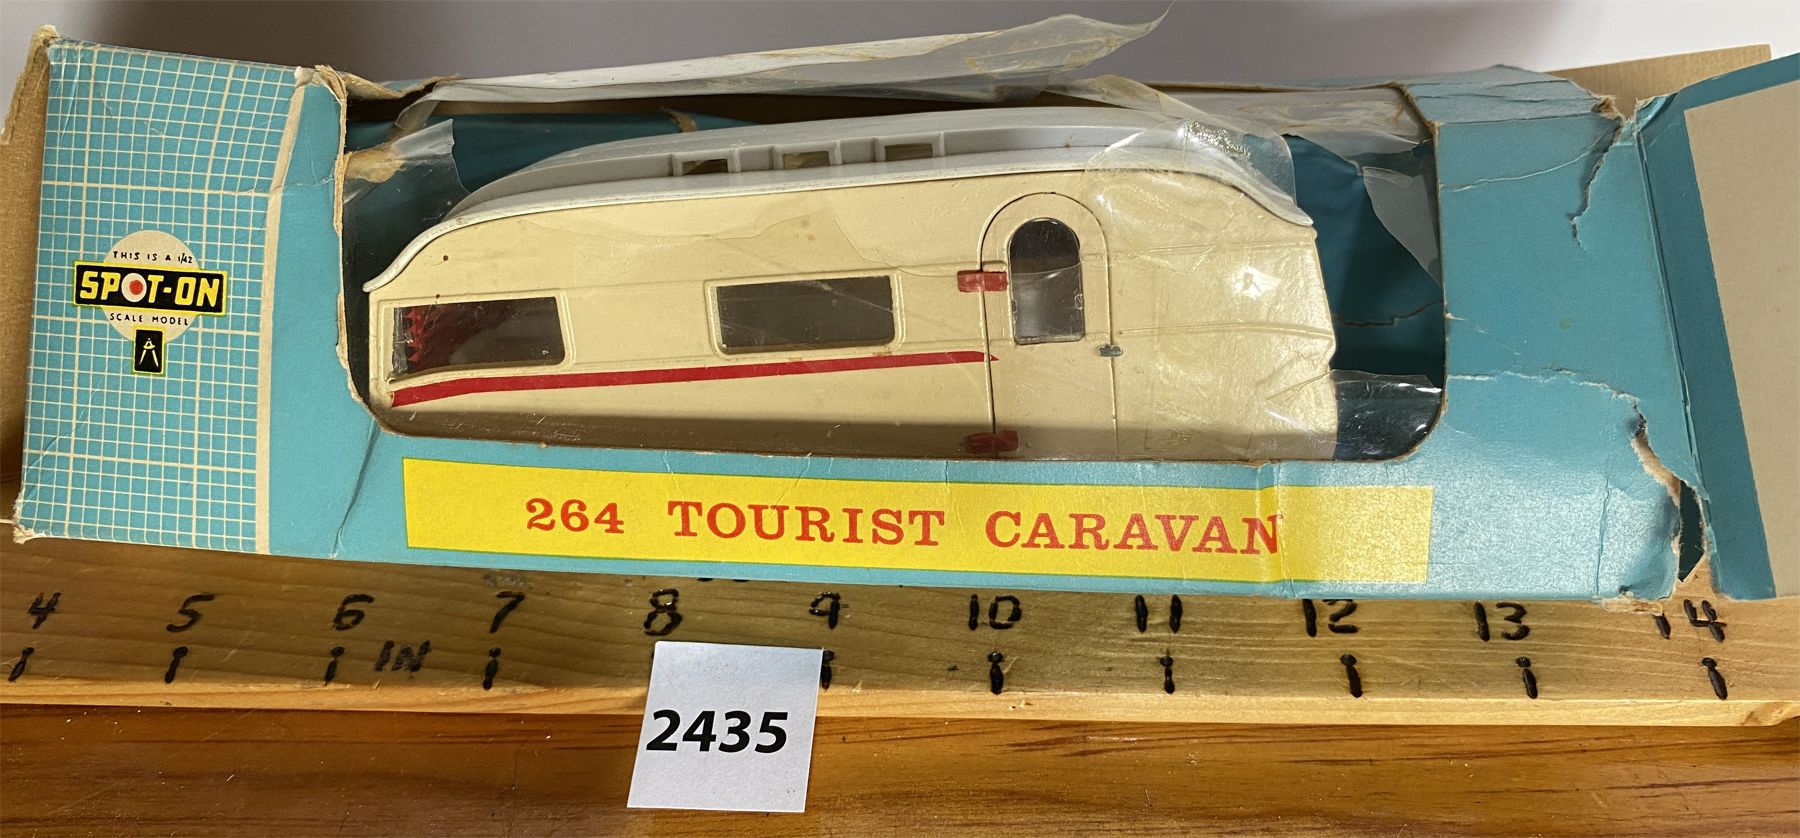 THIS IS A 1/42
SPOT-ON
SCALE MODEL
264 TOURIST CARAVAN
4 5 6 7 8 9 10 11 12 13 14
IN
2435